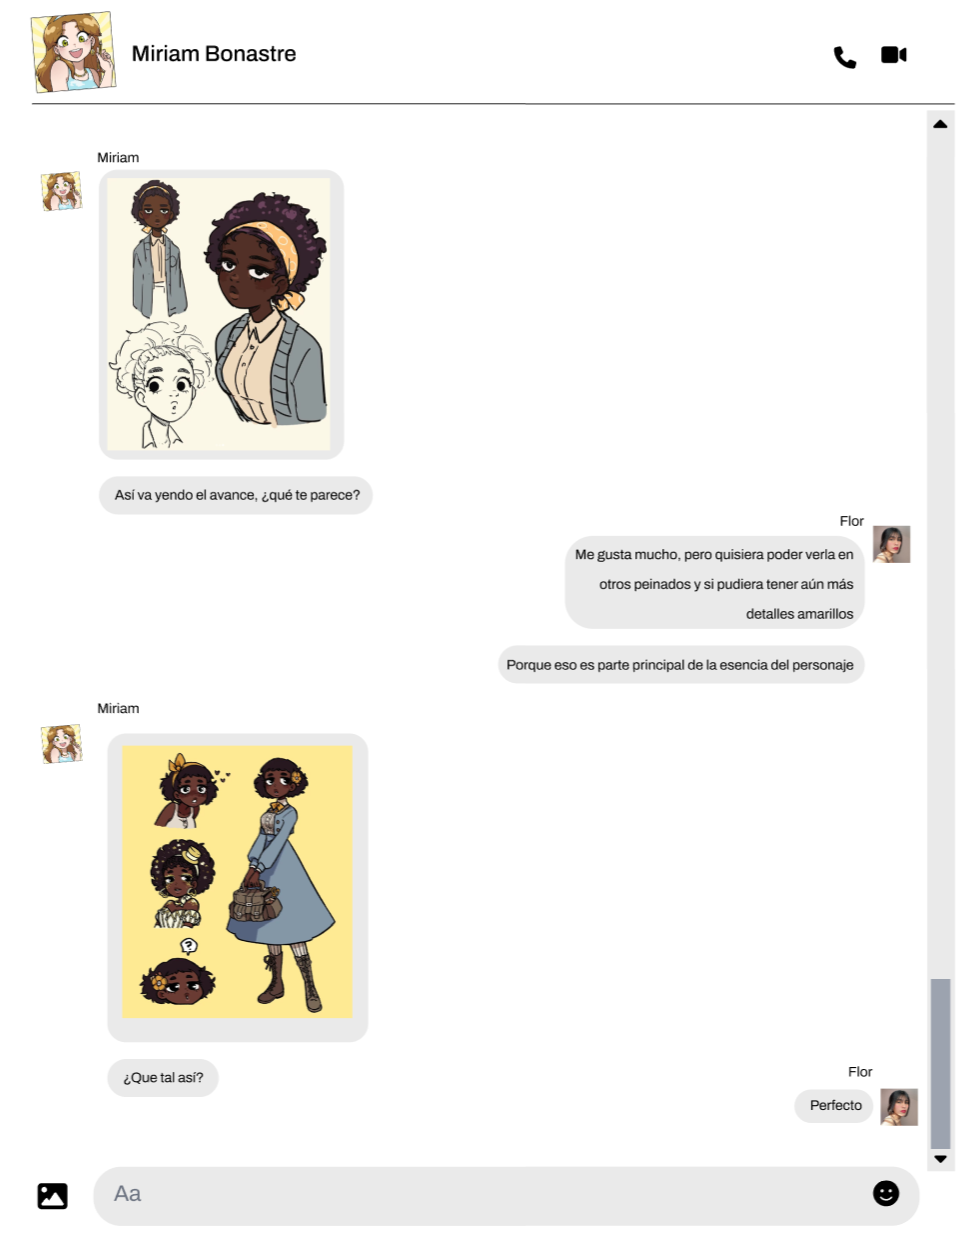 Miriam Bonastre
Miriam
Así va yendo el avance, ¿qué te parece?
Flor
Me gusta mucho, pero quisiera poder verla en
otros peinados y si pudiera tener aún más
detalles amarillos
Porque eso es parte principal de la esencia del personaje
Miriam
?
¿Que tal así?
Flor
Perfecto
Aa